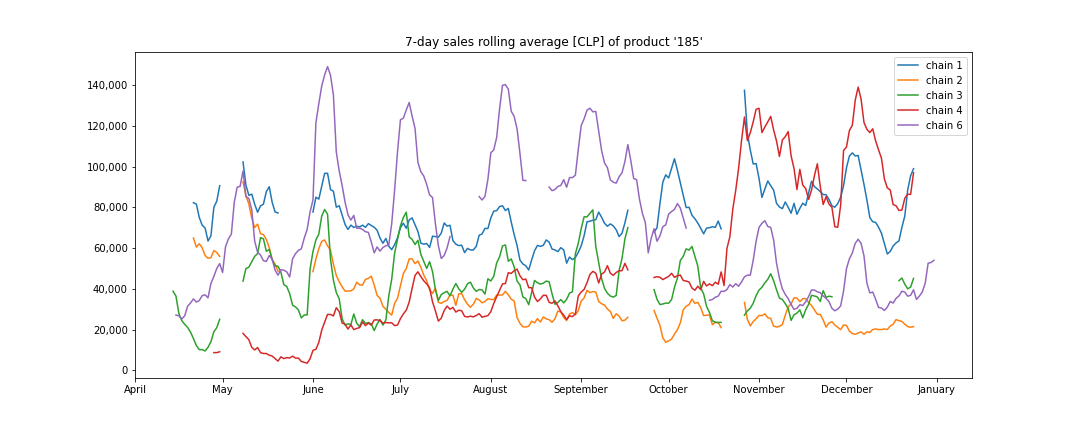 7-day sales rolling average [CLP] of product '185'
140,000
120,000
100,000
80,000
60,000
40,000
20,000
0
April May June July August September October November December January
chain 1
chain 2
chain 3
chain 4
chain 6